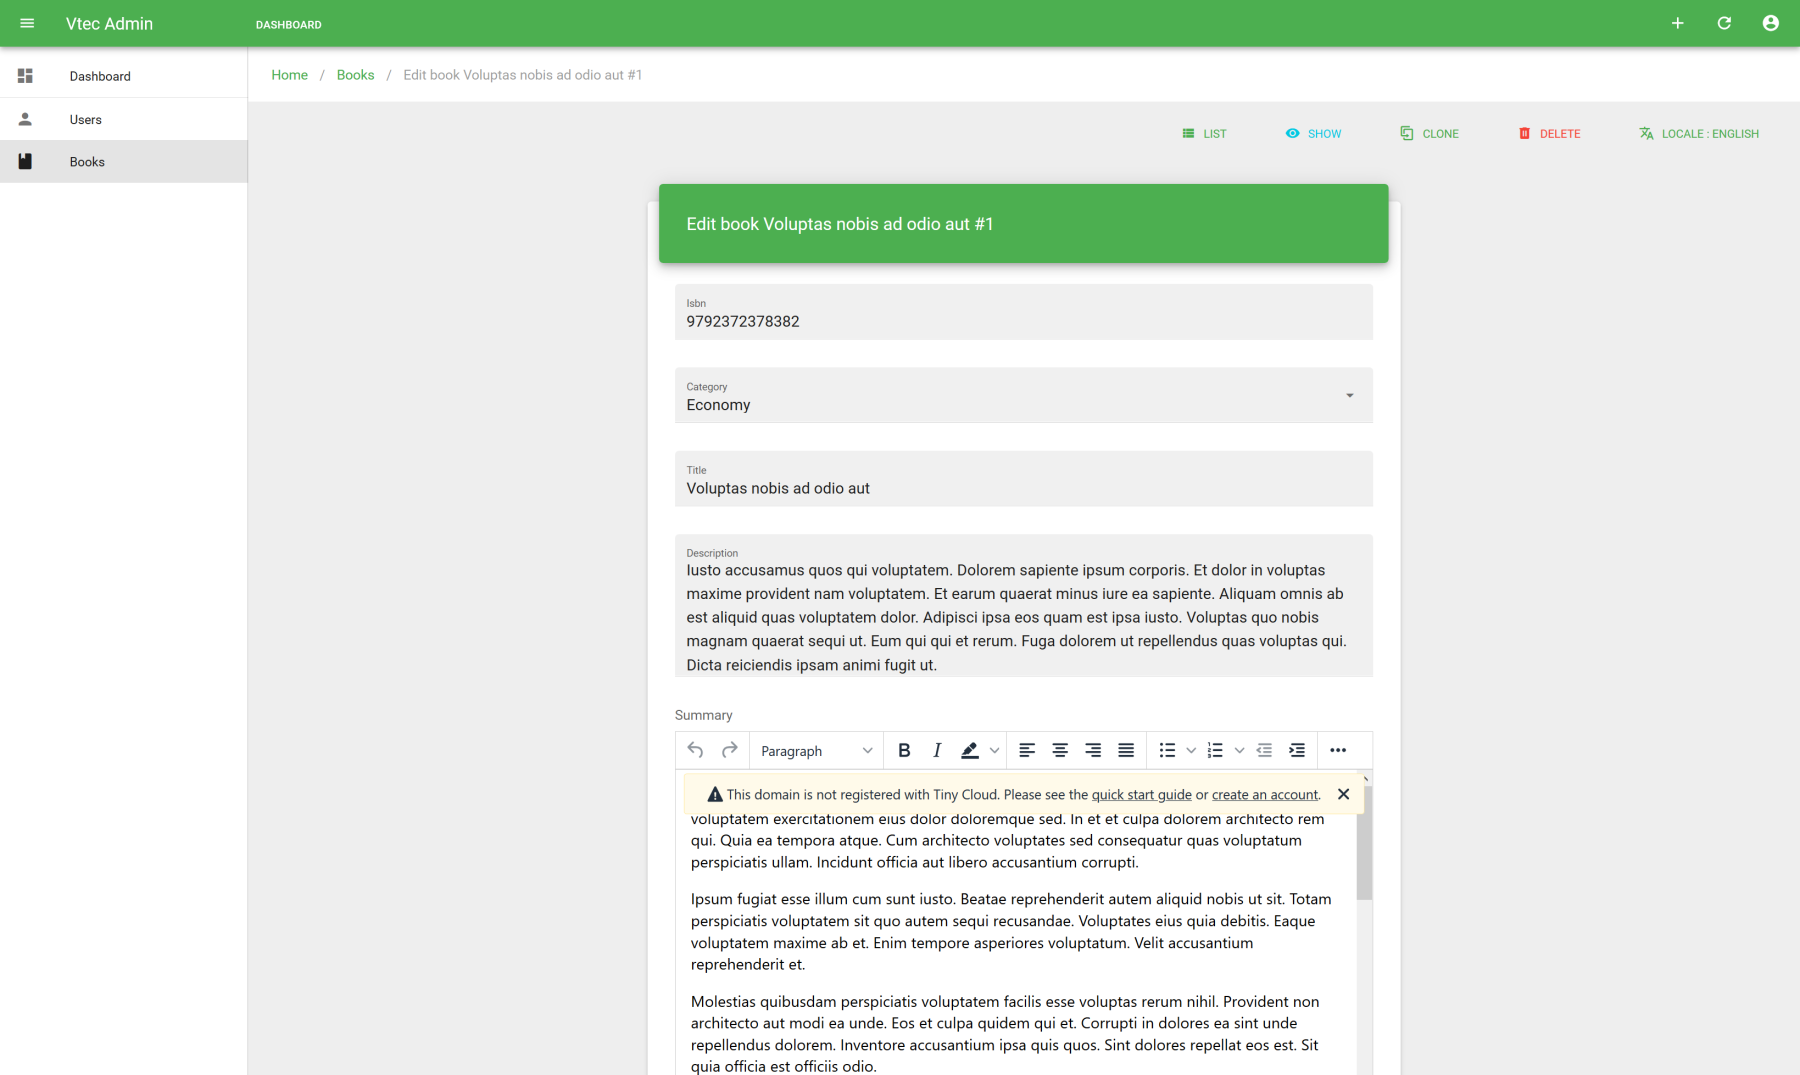 Vtec Admin
DASHBOARD
Dashboard
Users
Books
Home / Books / Edit book Voluptas nobis ad odio aut #1
LIST
SHOW
CLONE
DELETE
LOCALE : ENGLISH
Edit book Voluptas nobis ad odio aut #1
Isbn
9792372378382
Category
Economy
Title
Voluptas nobis ad odio aut
Description
Iusto accusamus quos qui voluptatem. Dolorem sapiente ipsum corporis. Et dolor in voluptas
maxime provident nam voluptatem. Et earum quaerat minus iure ea sapiente. Aliquam omnis ab
est aliquid quas voluptatem dolor. Adipisci ipsa eos quam est ipsa iusto. Voluptas quo nobis
magnam quaerat sequi ut. Eum qui qui et rerum. Fuga dolorem ut repellendus quas voluptas qui.
Dicta reiciendis ipsam animi fugit ut.
Summary
Paragraph
This domain is not registered with Tiny Cloud. Please see the quick start guide or create an account.
voluptatem exercitationem eius dolor doloremque sed. In et et culpa dolorem architecto rem
qui. Quia ea tempora atque. Cum architecto voluptates sed consequatur quas voluptatum
perspiciatis ullam. Incidunt officia aut libero accusantium corrupti.
Ipsum fugiat esse illum cum sunt iusto. Beatae reprehenderit autem aliquid nobis ut sit. Totam
perspiciatis voluptatem sit quo autem sequi recusandae. Voluptates eius quia debitis. Eaque
voluptatem maxime ab et. Enim tempore asperiores voluptatum. Velit accusantium
reprehenderit et.
Molestias quibusdam perspiciatis voluptatem facilis esse voluptas rerum nihil. Provident non
architecto aut modi ea unde. Eos et culpa quidem qui et. Corrupti in dolores ea sint unde
repellendus dolorem. Inventore accusantium ipsa quis quos. Sint dolores repellat eos est. Sit
quia officia est officiis odio.